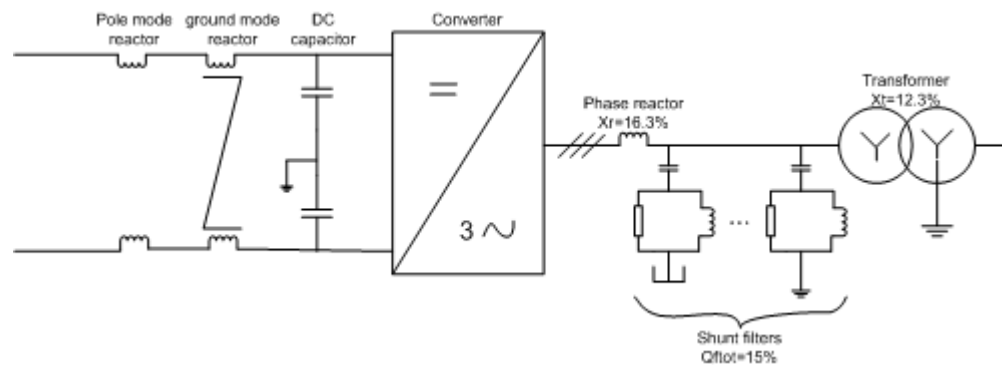 Pole mode
reactor
ground mode
reactor
DC
capacitor
Converter
3
Phase reactor
Xr=16.3%
Transformer
Xt=12.3%
...
Shunt filters
Qftot=15%